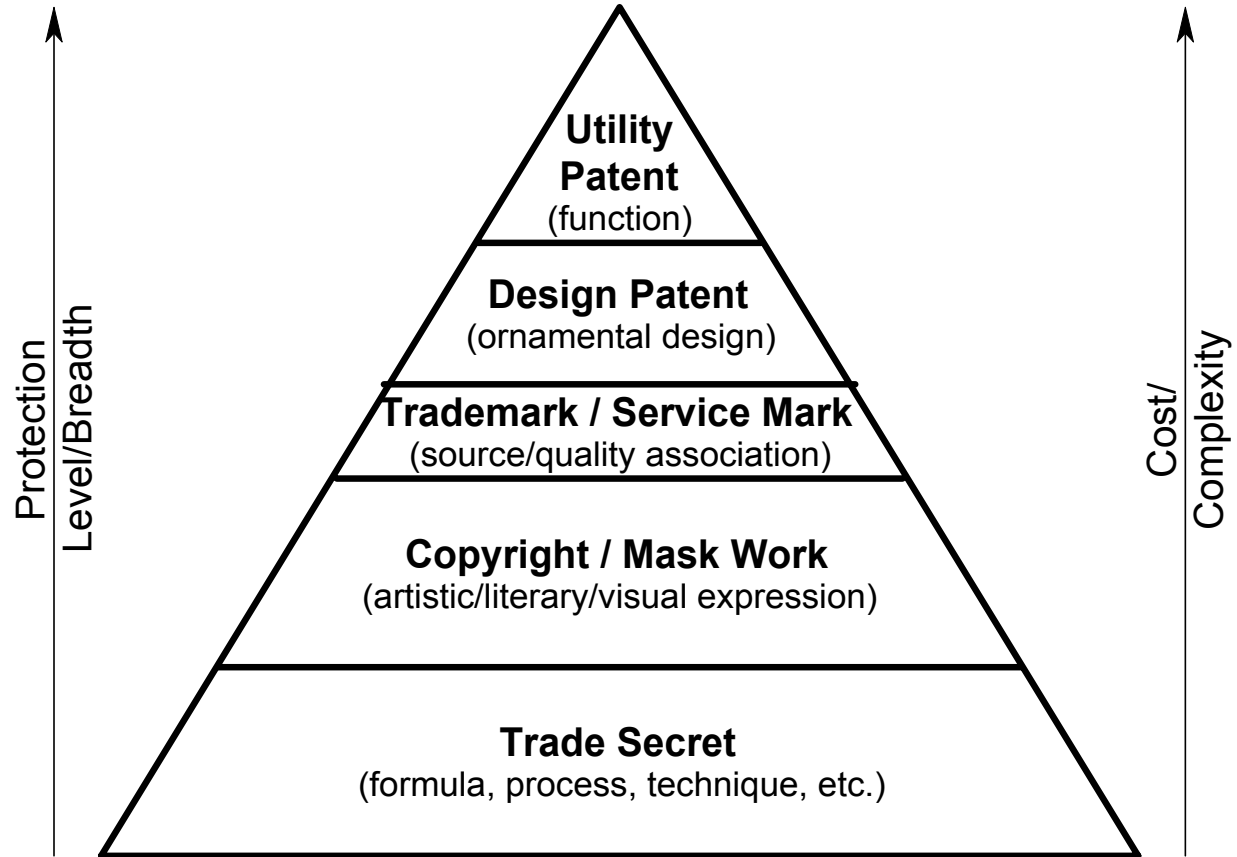 Utility
Patent
(function)
Design Patent
(ornamental design)
Trademark / Service Mark
(source/quality association)
Copyright / Mask Work
(artistic/literary/visual expression)
Trade Secret
(formula, process, technique, etc.)
Protection
Level/Breadth
Cost/
Complexity